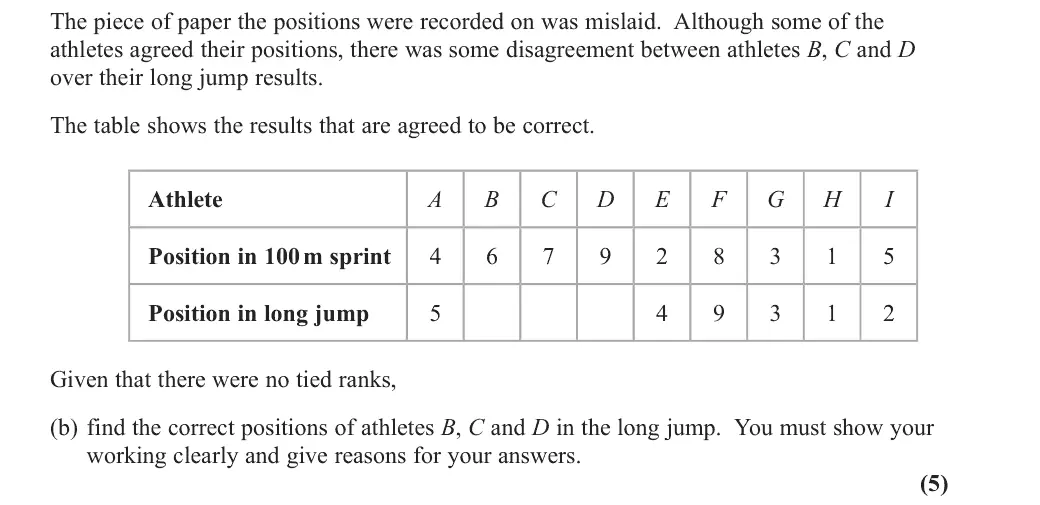 The piece of paper the positions were recorded on was mislaid. Although some of the
athletes agreed their positions, there was some disagreement between athletes B, C and D
over their long jump results.
The table shows the results that are agreed to be correct.
Athlete A B C D E F G H I
Position in 100 m sprint 4 6 7 9 2 8 3 1 5
Position in long jump 5 4 9 3 1 2
Given that there were no tied ranks,
(b) find the correct positions of athletes B, C and D in the long jump. You must show your
working clearly and give reasons for your answers.
(5)